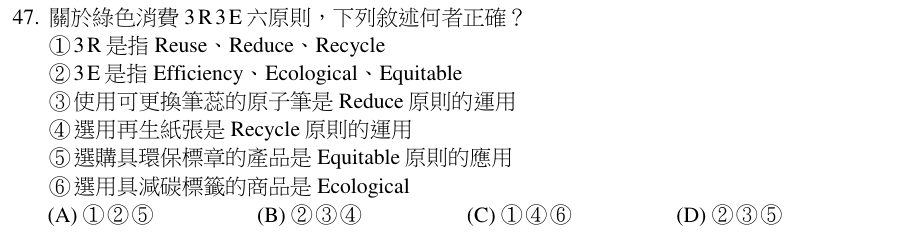 47. 關於綠色消費 3R3E 六原則，下列敘述何者正確？
①3R 是指 Reuse、Reduce、Recycle
②3E 是指 Efficiency、Ecological、Equitable
③使用可更換筆蕊的原子筆是 Reduce 原則的運用
④選用再生紙張是 Recycle 原則的運用
⑤選購具環保標章的產品是 Equitable 原則的應用
⑥選用具減碳標籤的商品是 Ecological
(A) ①②⑤ (B) ②③④ (C) ①④⑥ (D) ②③⑤